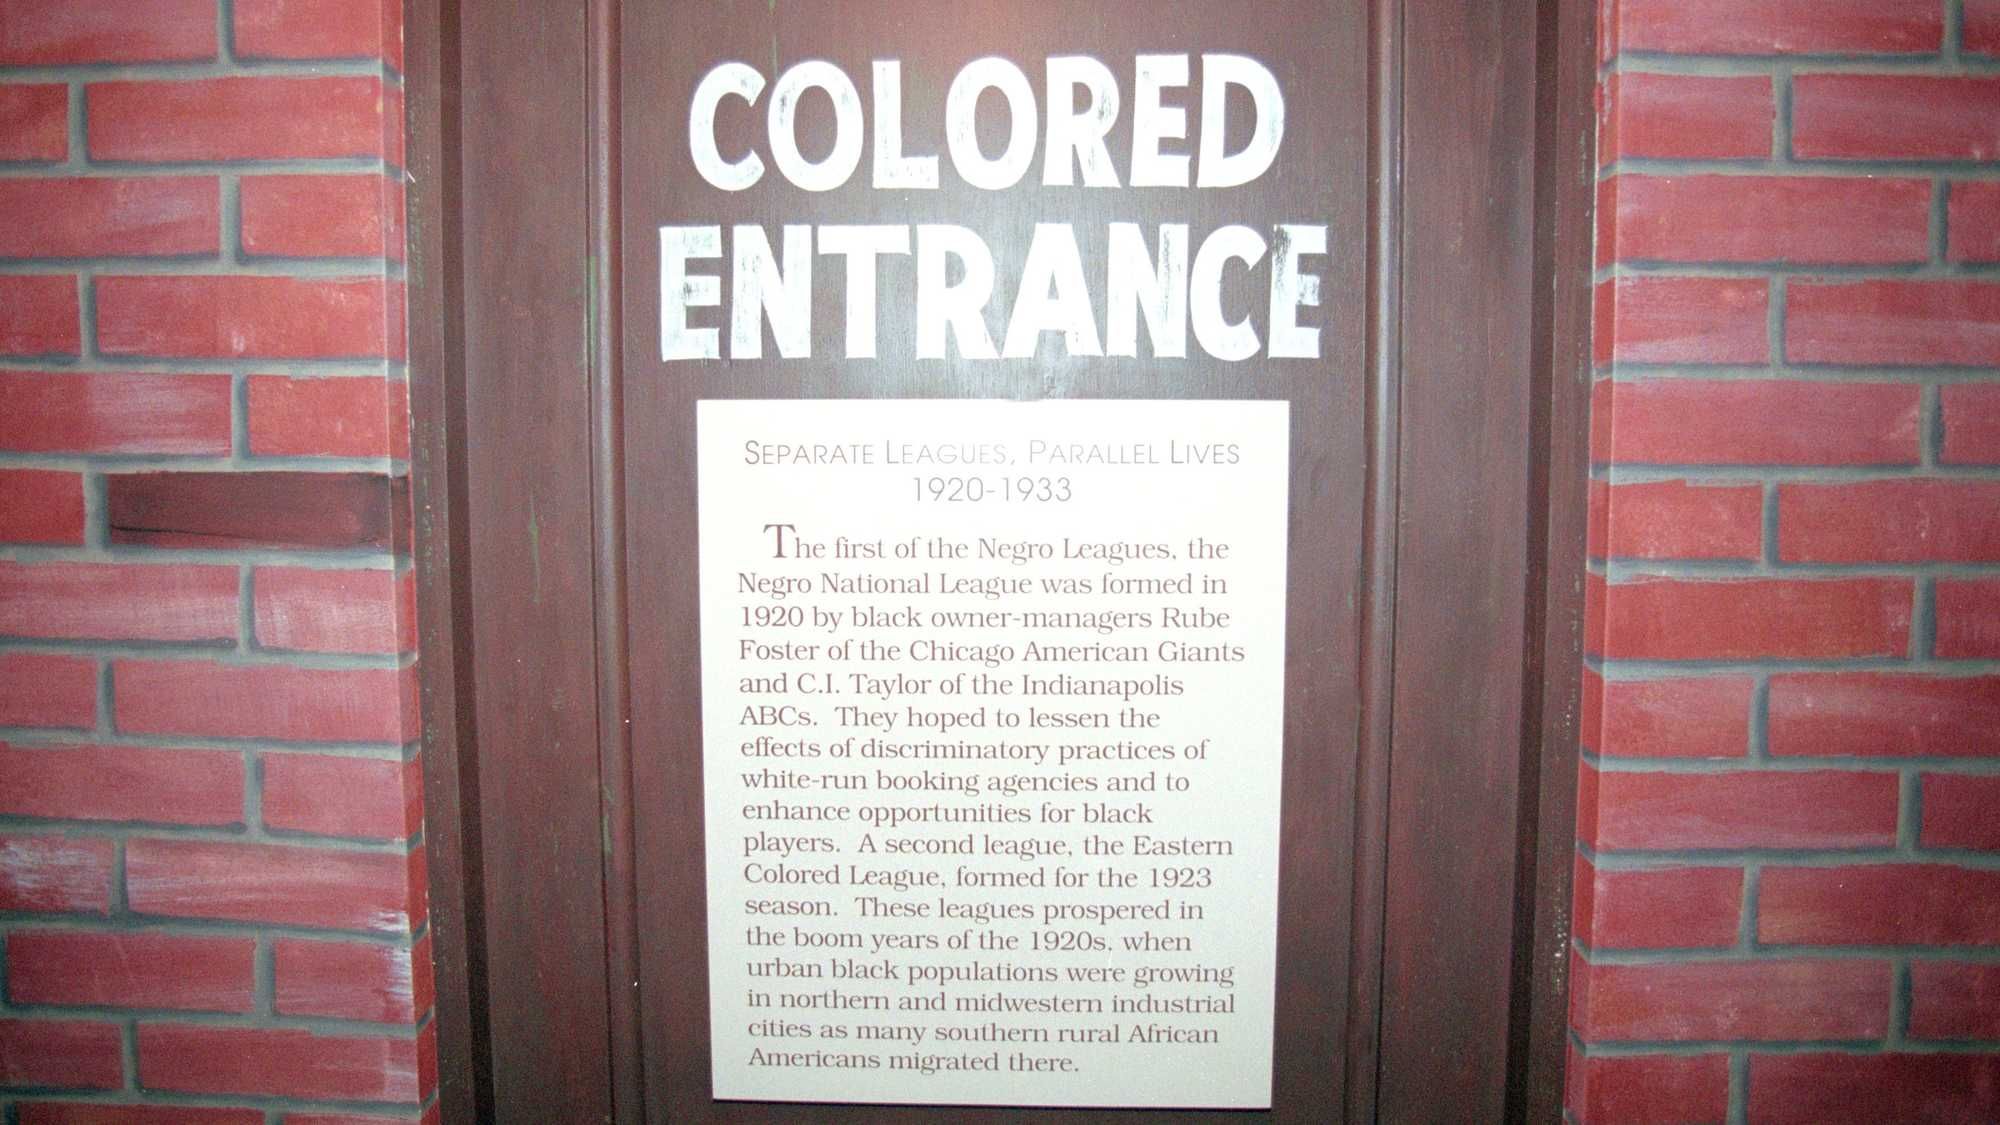 COLORED
ENTRANCE
SEPARATE LEAGUES, PARALLEL LIVES
1920-1933
The first of the Negro Leagues, the
Negro National League was formed in
1920 by black owner-managers Rube
Foster of the Chicago American Giants
and C.I. Taylor of the Indianapolis
ABCs. They hoped to lessen the
effects of discriminatory practices of
white-run booking agencies and to
enhance opportunities for black
players. A second league, the Eastern
Colored League, formed for the 1923
season. These leagues prospered in
the boom years of the 1920s, when
urban black populations were growing
in northern and midwestern industrial
cities as many southern rural African
Americans migrated there.